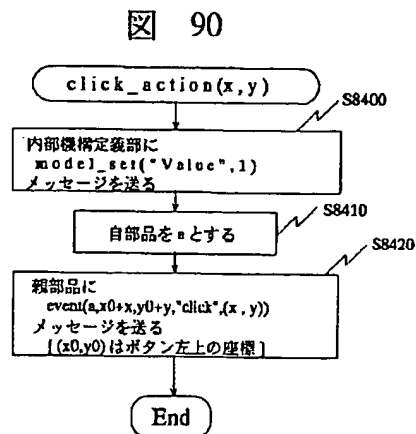 図 90
click_action(x,y)
S8400
内部機構定義部に
model_set("Value",1)
メッセージを送る
S8410
自部品をaとする
S8420
親部品に
event(a,x0+x,y0+y,"click",(x,y))
メッセージを送る
[(x0,y0)はボタン左上の座標]
End